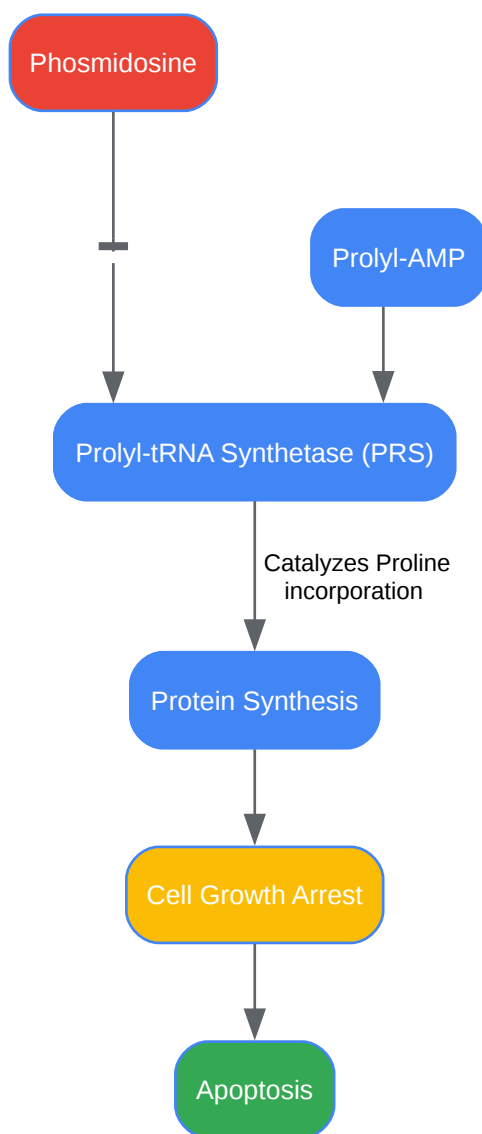 Phosmidosine
Prolyl-AMP
Prolyl-tRNA Synthetase (PRS)
Catalyzes Proline
incorporation
Protein Synthesis
Cell Growth Arrest
Apoptosis